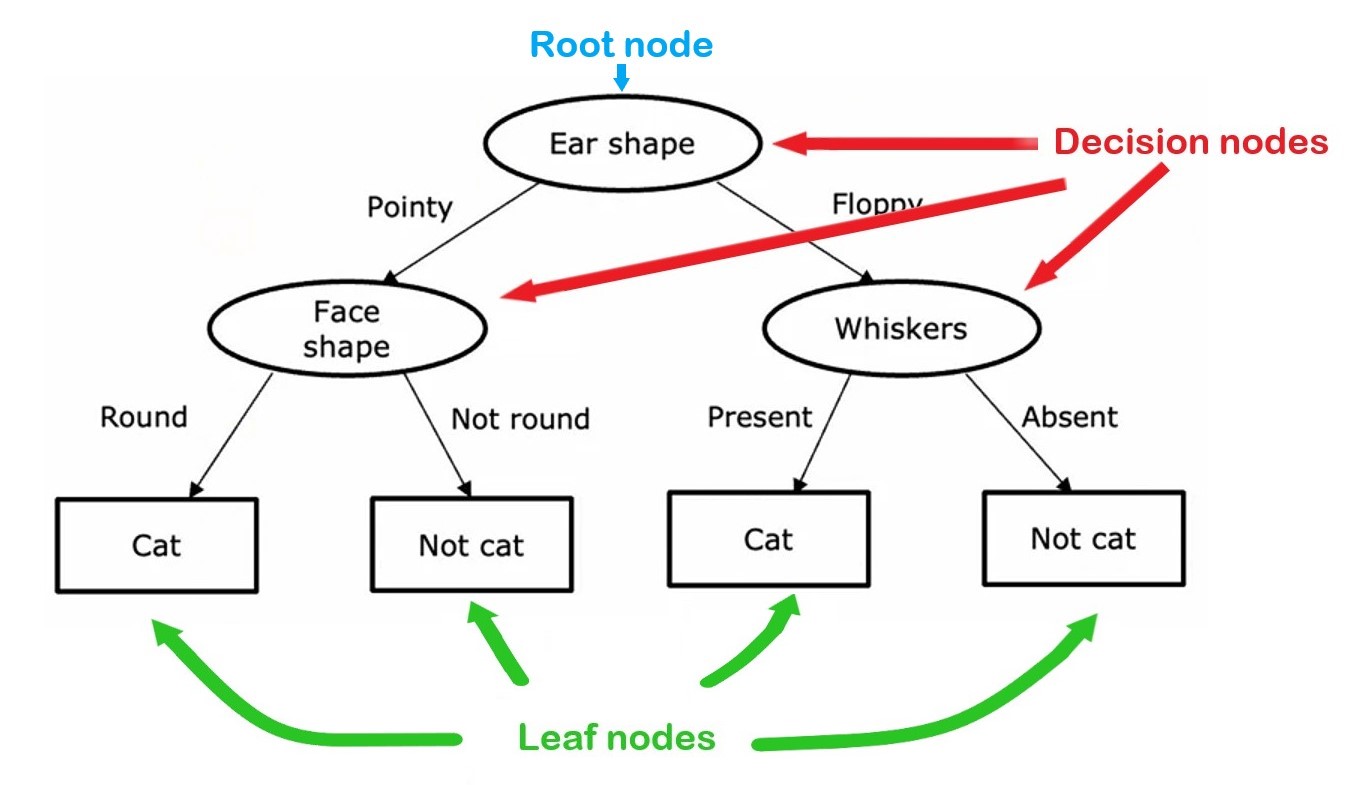 Root node
Ear shape
Decision nodes
Pointy
Floppy
Face
shape
Whiskers
Round
Not round
Present
Absent
Cat
Not cat
Cat
Not cat
Leaf nodes